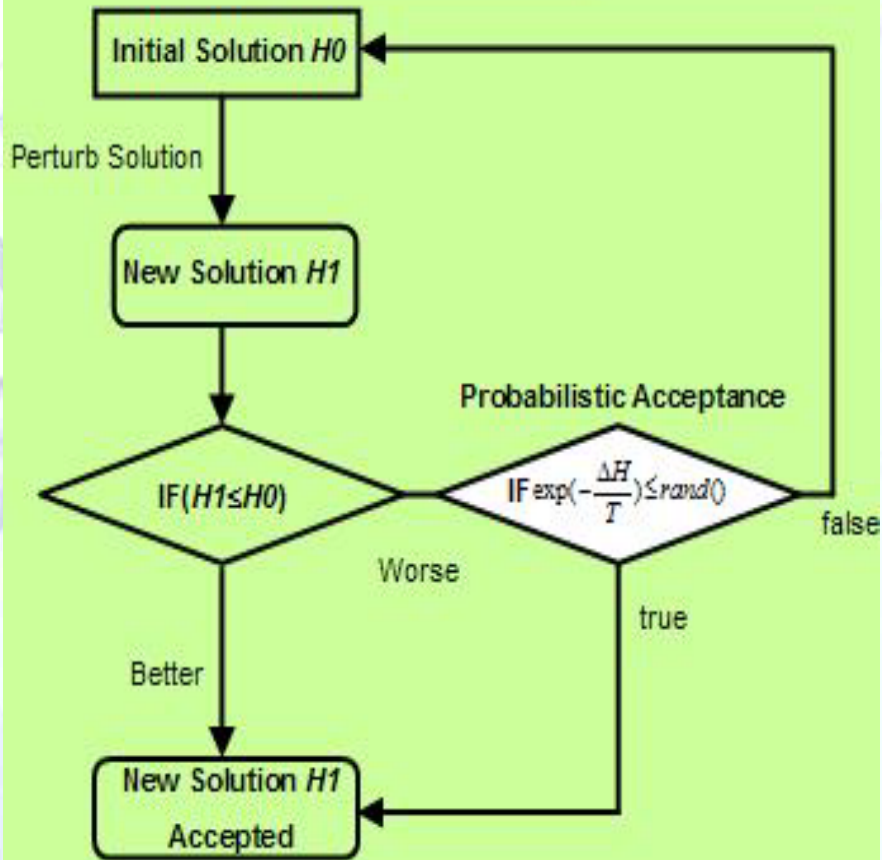 Initial Solution H0
Perturb Solution
New Solution H1
Probabilistic Acceptance
IF(H1≤H0)
IF exp(-ΔH/T)≤rand()
false
Worse
true
Better
New Solution H1
Accepted